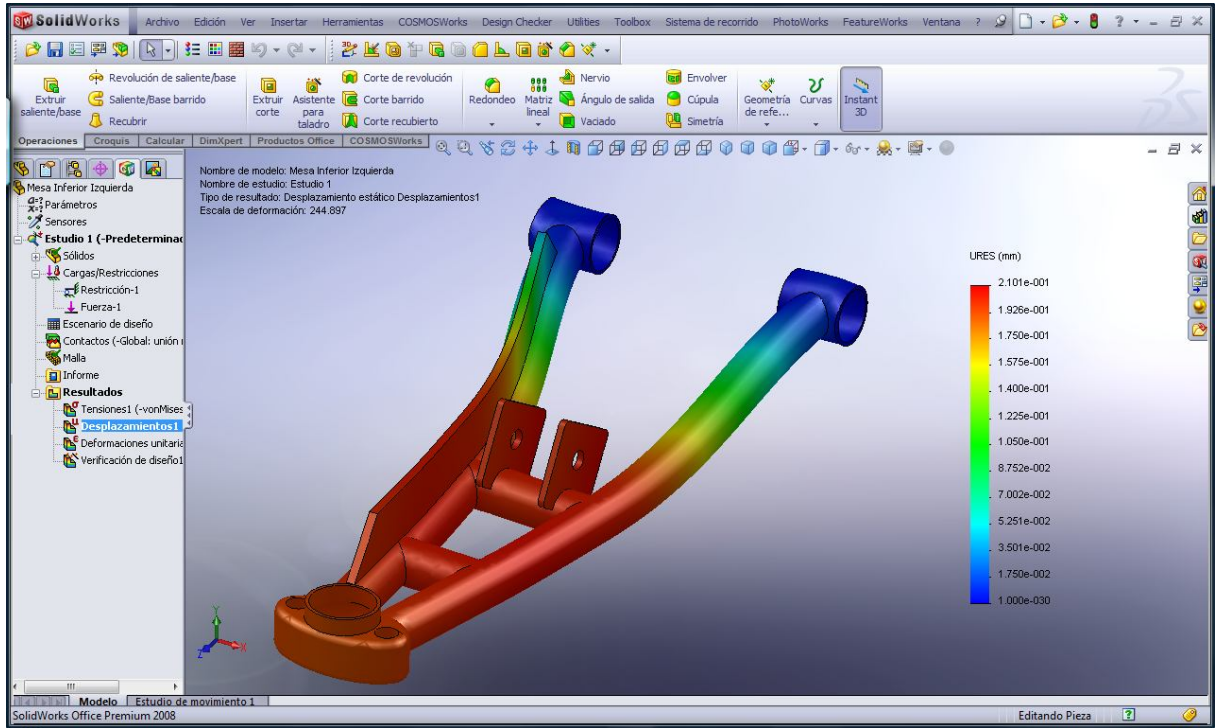 SolidWorks Archivo Edición Ver Insertar Herramientas COSMOSWorks Design Checker Utilities Toolbox Sistema de recorrido PhotoWorks FeatureWorks Ventana ?
Extruir saliente/base
Revolución de saliente/base
Saliente/Base barrido
Recubrir
Extruir corte
Asistente para taladro
Corte de revolución
Corte barrido
Corte recubierto
Redondeo
Matriz lineal
Nervio
Ángulo de salida
Vaciado
Envolver
Cúpula
Simetría
Geometría de refe...
Curvas
Instant 3D
Operaciones Croquis Calcular DimXpert Productos Office COSMOSWorks
Mesa Inferior Izquierda
Parámetros
Sensores
Estudio 1 (-Predeterminac
Sólidos
Cargas/Restricciones
Restricción-1
Fuerza-1
Escenario de diseño
Contactos (-Global: unión r
Malla
Informe
Resultados
Tensiones1 (-vonMises
Desplazamientos1
Deformaciones unitaria
Verificación de diseño1
Nombre de modelo: Mesa Inferior Izquierda
Nombre de estudio: Estudio 1
Tipo de resultado: Desplazamiento estático Desplazamientos1
Escala de deformación: 244.897
URES (mm)
2.101e-001
1.926e-001
1.750e-001
1.575e-001
1.400e-001
1.225e-001
1.050e-001
8.752e-002
7.002e-002
5.251e-002
3.501e-002
1.750e-002
1.000e-030
Y
X
Z
Modelo Estudio de movimiento 1
SolidWorks Office Premium 2008
Editando Pieza